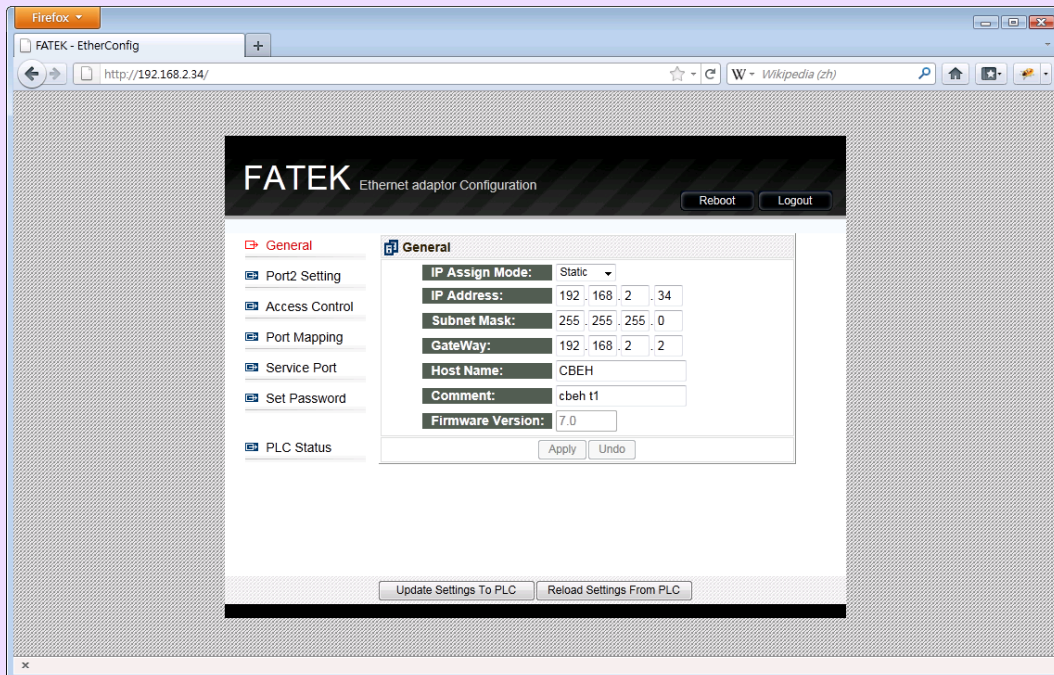 Firefox
FATEK - EtherConfig
http://192.168.2.34/
W Wikipedia (zh)
FATEK Ethernet adaptor Configuration
Reboot Logout
General
Port2 Setting
Access Control
Port Mapping
Service Port
Set Password
PLC Status
General
IP Assign Mode: Static
IP Address: 192 . 168 . 2 . 34
Subnet Mask: 255 . 255 . 255 . 0
GateWay: 192 . 168 . 2 . 2
Host Name: CBEH
Comment: cbeh t1
Firmware Version: 7.0
Apply Undo
Update Settings To PLC Reload Settings From PLC